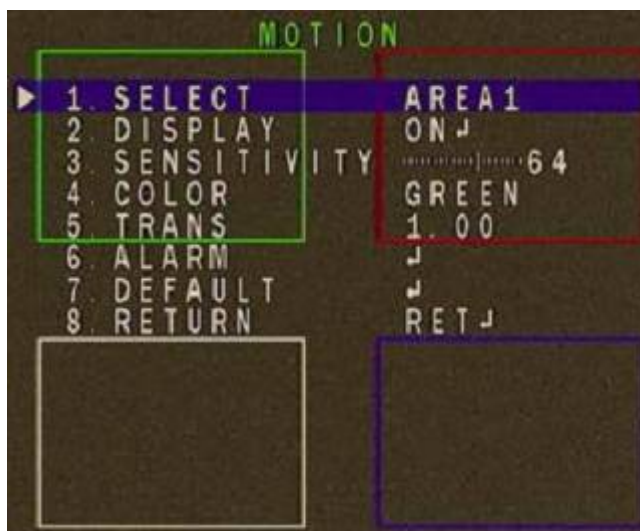 MOTION
1. SELECT AREA1
2. DISPLAY ON↵
3. SENSITIVITY 64
4. COLOR GREEN
5. TRANS 1.00
6. ALARM ↵
7. DEFAULT ↵
8. RETURN RET↵